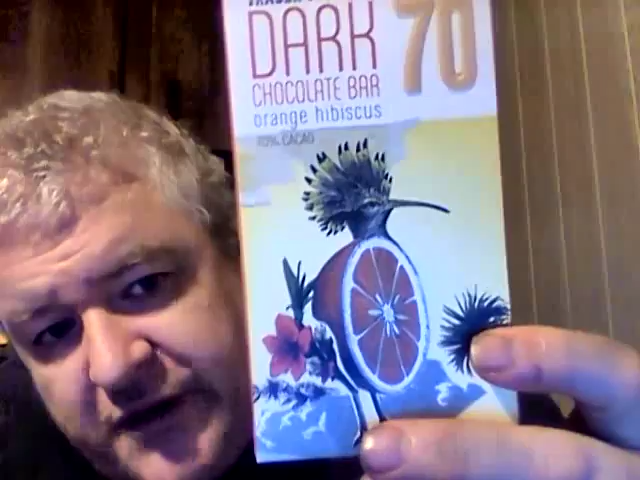 DARK
70
CHOCOLATE BAR
orange hibiscus
70% CACAO